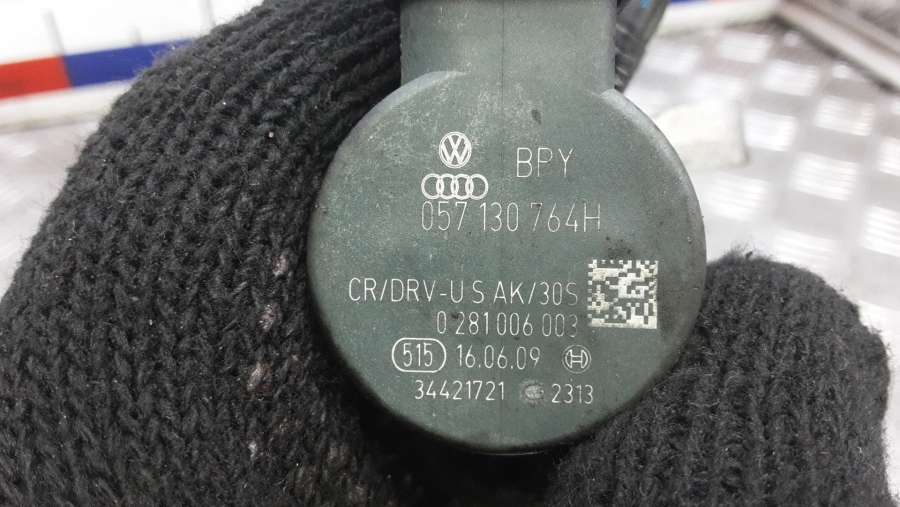 BPY
057 130 764H
CR/DRV-U S AK/30S
0 281 006 003
515 16.06.09
34421721 2313